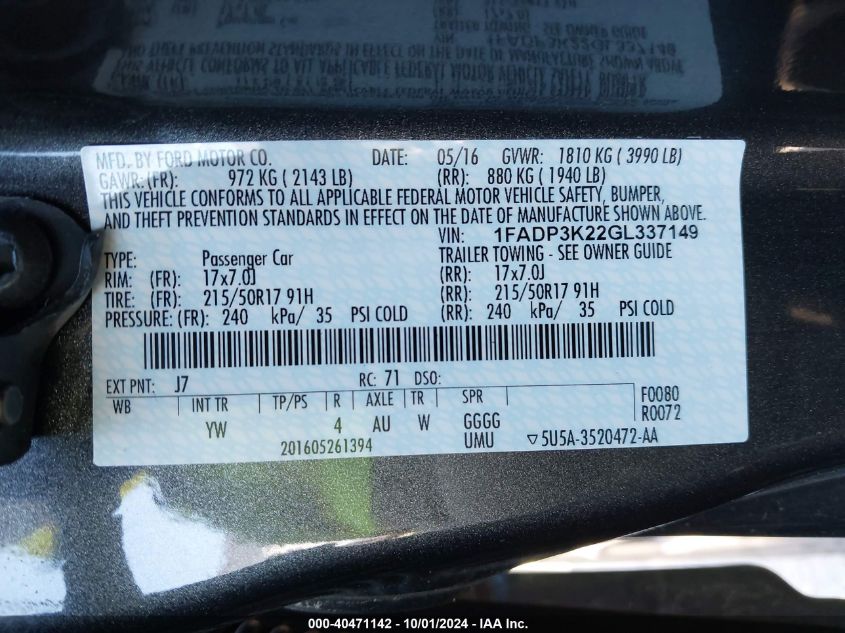 MFD. BY FORD MOTOR CO. DATE: 05/16 GVWR: 1810 KG ( 3990 LB)
GAWR: (FR): 972 KG ( 2143 LB) (RR): 880 KG ( 1940 LB)
THIS VEHICLE CONFORMS TO ALL APPLICABLE FEDERAL MOTOR VEHICLE SAFETY, BUMPER,
AND THEFT PREVENTION STANDARDS IN EFFECT ON THE DATE OF MANUFACTURE SHOWN ABOVE.
VIN: 1FADP3K22GL337149
TYPE: Passenger Car TRAILER TOWING - SEE OWNER GUIDE
RIM: (FR): 17x7.0J (RR): 17x7.0J
TIRE: (FR): 215/50R17 91H (RR): 215/50R17 91H
PRESSURE: (FR): 240 kPa/ 35 PSI COLD (RR): 240 kPa/ 35 PSI COLD
EXT PNT: J7 RC: 71 DSO:
WB INT TR TP/PS R AXLE TR SPR F0080
YW 4 AU W GGGG R0072
201605261394 UMU ▽5U5A-3520472-AA
000-40471142 - 10/01/2024 - IAA Inc.